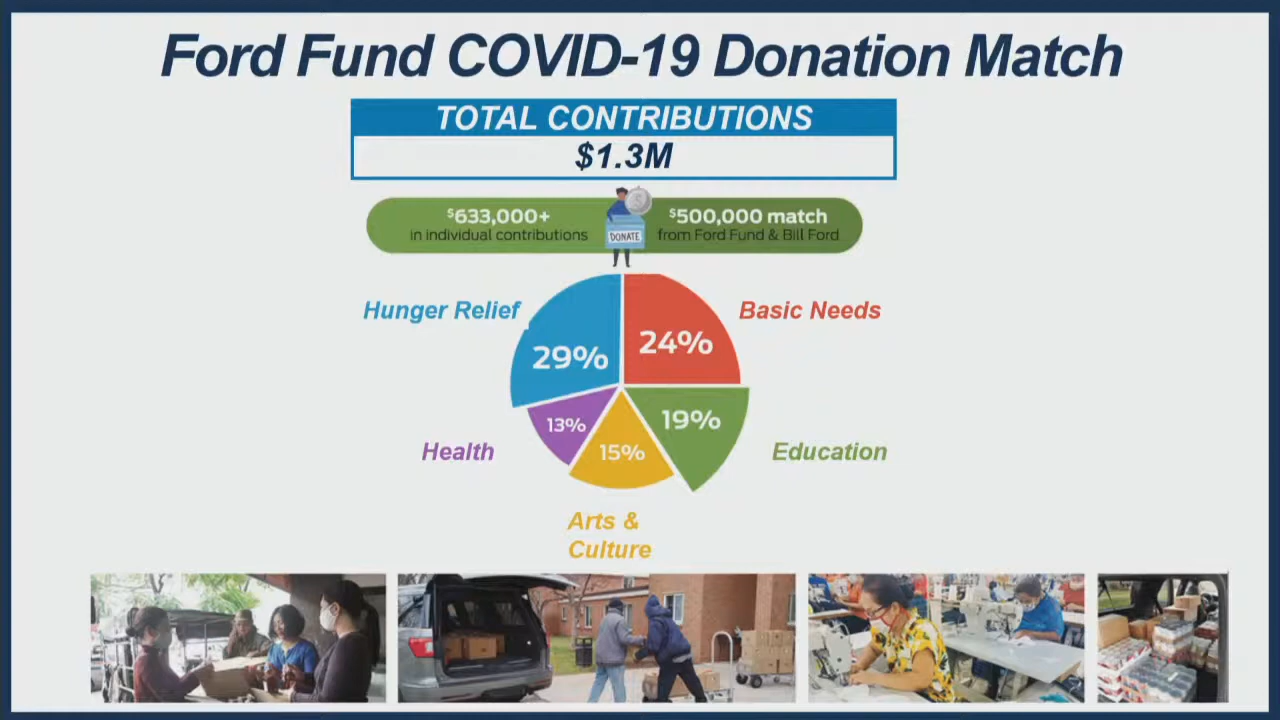 Ford Fund COVID-19 Donation Match
TOTAL CONTRIBUTIONS
$1.3M
$633,000+
in individual contributions
DONATE
$500,000 match
from Ford Fund & Bill Ford
Hunger Relief
Basic Needs
29%
24%
13%
15%
19%
Health
Education
Arts &
Culture